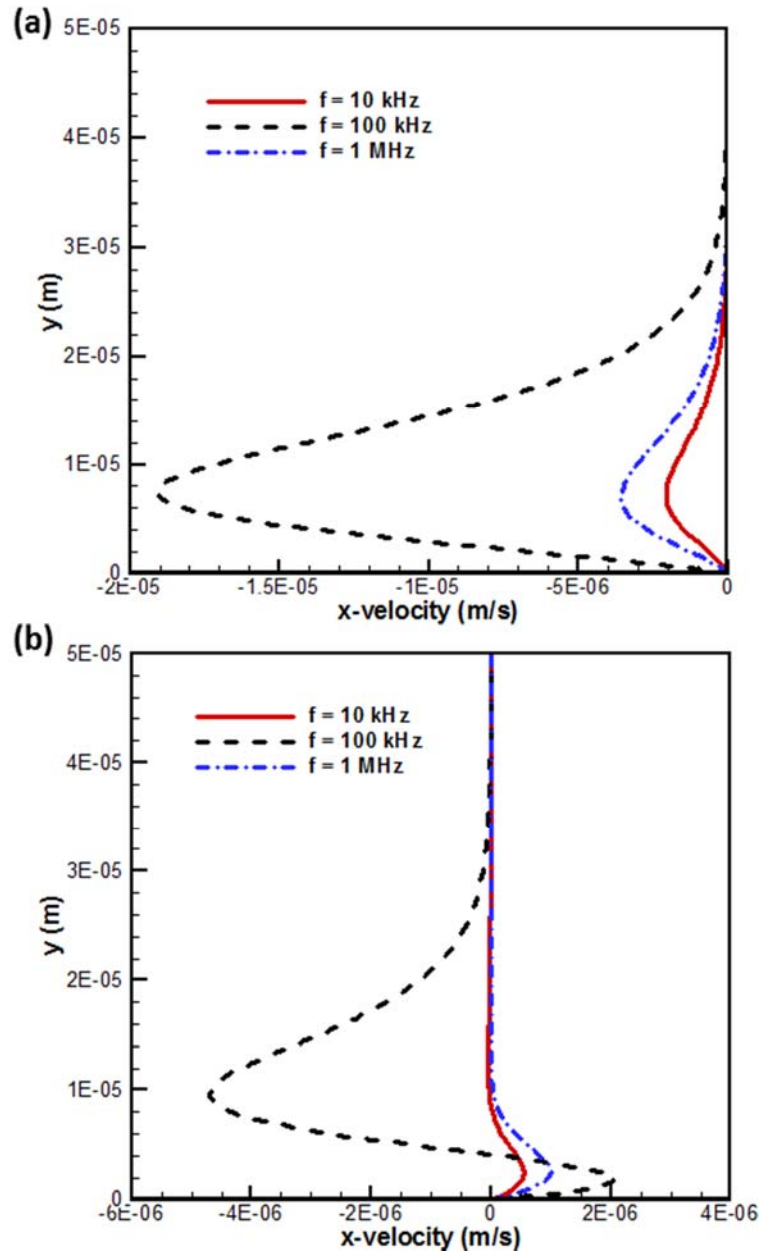 (a)
5E-05
4E-05
3E-05
2E-05
1E-05
0
y (m)
f = 10 kHz
f = 100 kHz
f = 1 MHz
-2E-05
-1.5E-05
-1E-05
-5E-06
0
x-velocity (m/s)
(b)
5E-05
4E-05
3E-05
2E-05
1E-05
0
y (m)
f = 10 kHz
f = 100 kHz
f = 1 MHz
-6E-06
-4E-06
-2E-06
0
2E-06
4E-06
x-velocity (m/s)